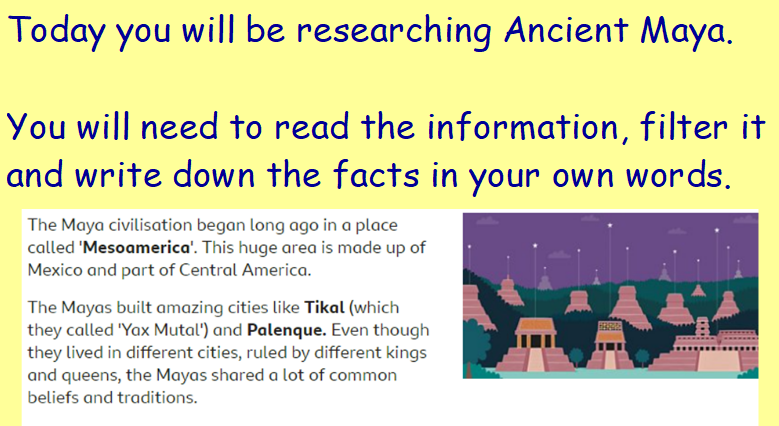 Today you will be researching Ancient Maya.
You will need to read the information, filter it
and write down the facts in your own words.
The Maya civilisation began long ago in a place
called 'Mesoamerica'. This huge area is made up of
Mexico and part of Central America.
The Mayas built amazing cities like Tikal (which
they called 'Yax Mutal') and Palenque. Even though
they lived in different cities, ruled by different kings
and queens, the Mayas shared a lot of common
beliefs and traditions.